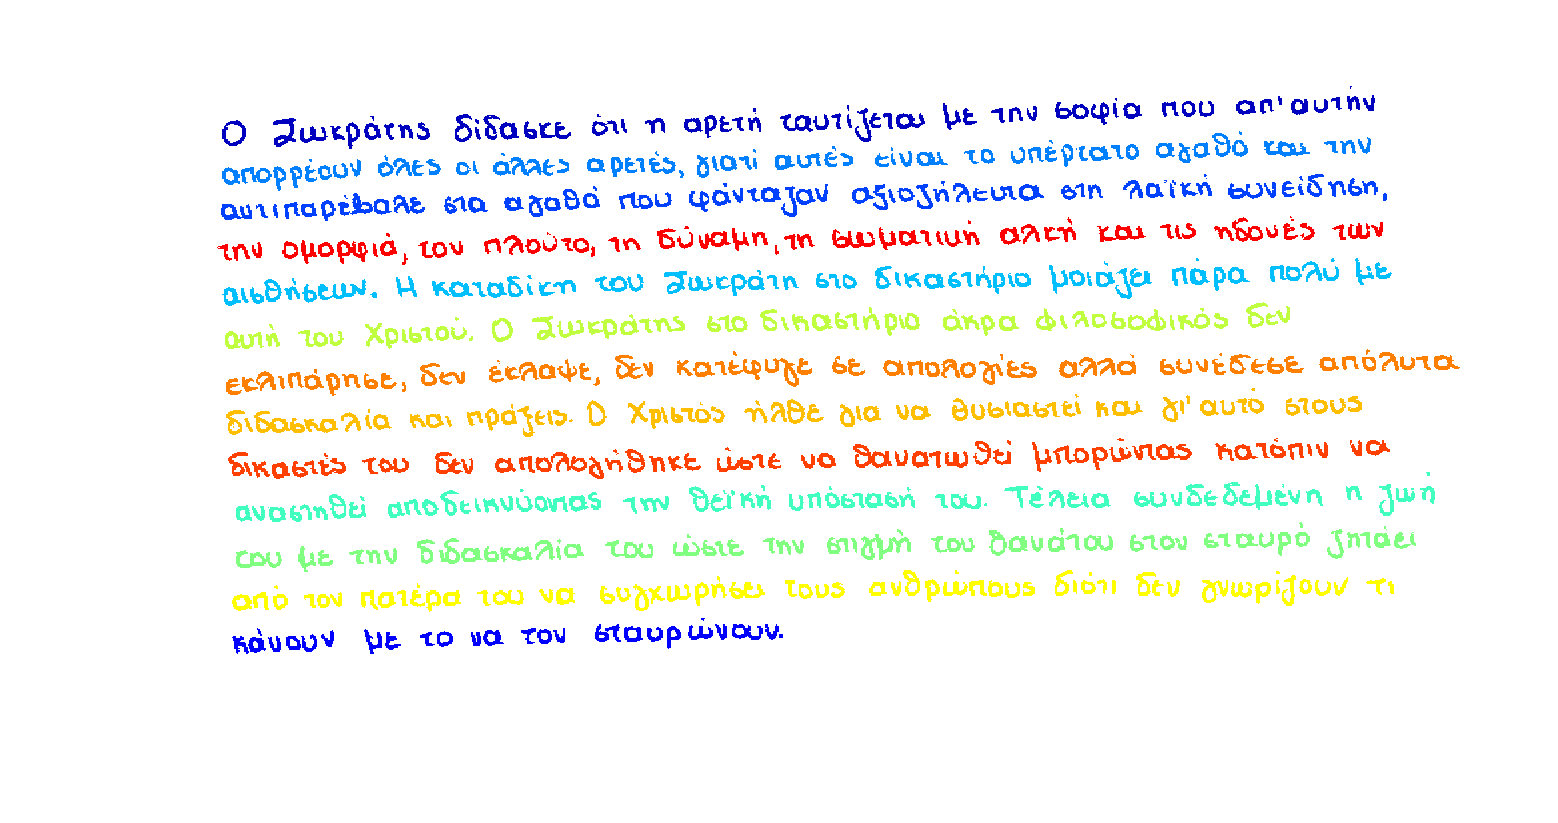 Ο Σωκράτης δίδασκε ότι η αρετή ταυτίζεται με την σοφία που απ'αυτήν
απορρέουν όλες οι άλλες αρετές, γιατί αυτές είναι το υπέρτατο αγαθό και την
αντιπαρέβαλε στα αγαθά που φάνταζαν αξιοζήλευτα στη λαϊκή συνείδηση,
την ομορφιά, τον πλούτο, τη δύναμη, τη σωματική αλκή και τις ηδονές των
αισθήσεων. Η καταδίκη του Σωκράτη στο δικαστήριο μοιάζει πάρα πολύ με
αυτή του Χριστού. Ο Σωκράτης στο δικαστήριο άκρα φιλοσοφικός δεν
εκλιπάρησε, δεν έκλαψε, δεν κατέφυγε σε απολογίες αλλά συνέδεσε απόλυτα
διδασκαλία και πράξεις. Ο Χριστός ήλθε για να θυσιαστεί και γι'αυτό στους
δικαστές του δεν απολογήθηκε ώστε να θανατωθεί μπορώντας κατόπιν να
αναστηθεί αποδεικνύοντας την θεϊκή υπόστασή του. Τέλεια συνδεδεμένη η ζωή
του με την διδασκαλία του ώστε την στιγμή του θανάτου στον σταυρό ζητάει
από τον πατέρα του να συγχωρήσει τους ανθρώπους διότι δεν γνωρίζουν τι
κάνουν με το να τον σταυρώνουν.